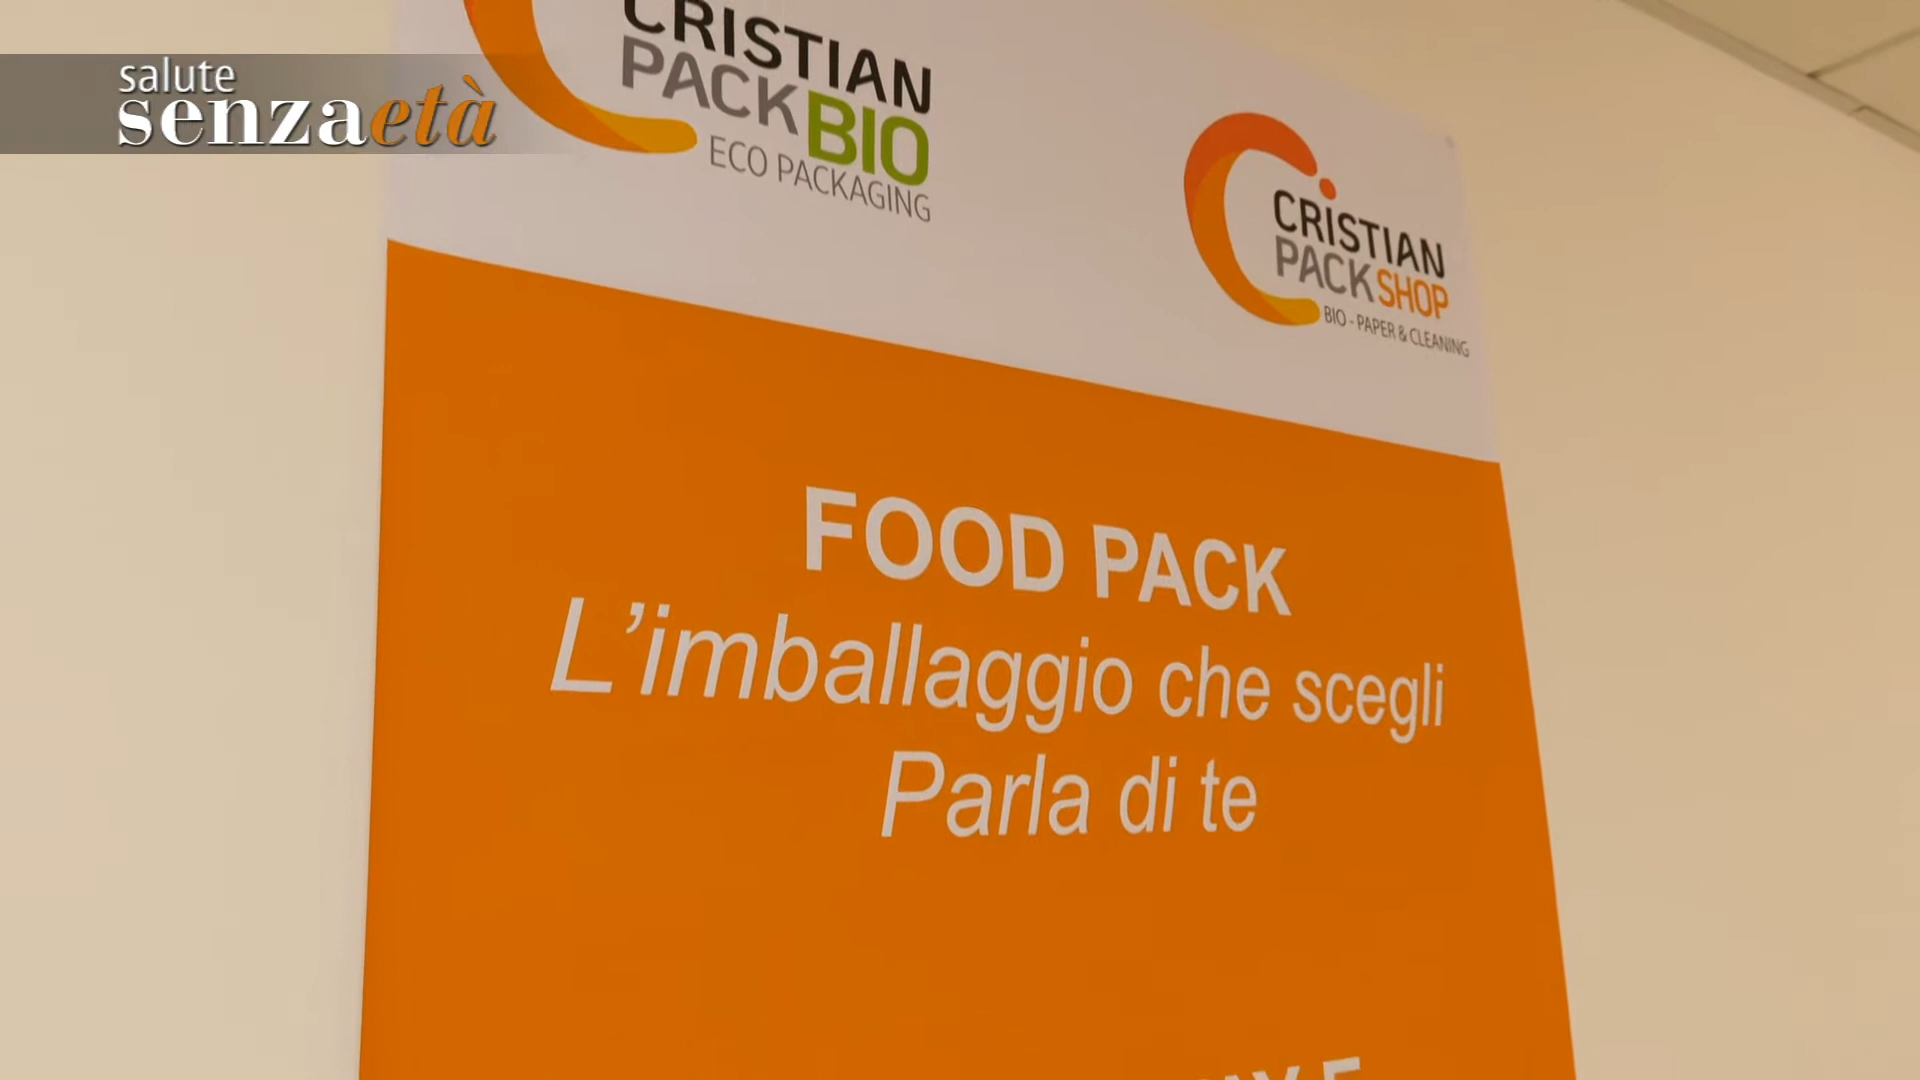 salute
senzaetà
CRISTIAN
PACKBIO
ECO PACKAGING
CRISTIAN
PACKSHOP
BIO - PAPER & CLEANING
FOOD PACK
L'imballaggio che scegli
Parla di te